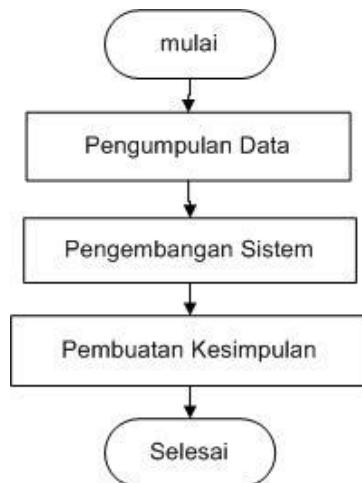 mulai
Pengumpulan Data
Pengembangan Sistem
Pembuatan Kesimpulan
Selesai